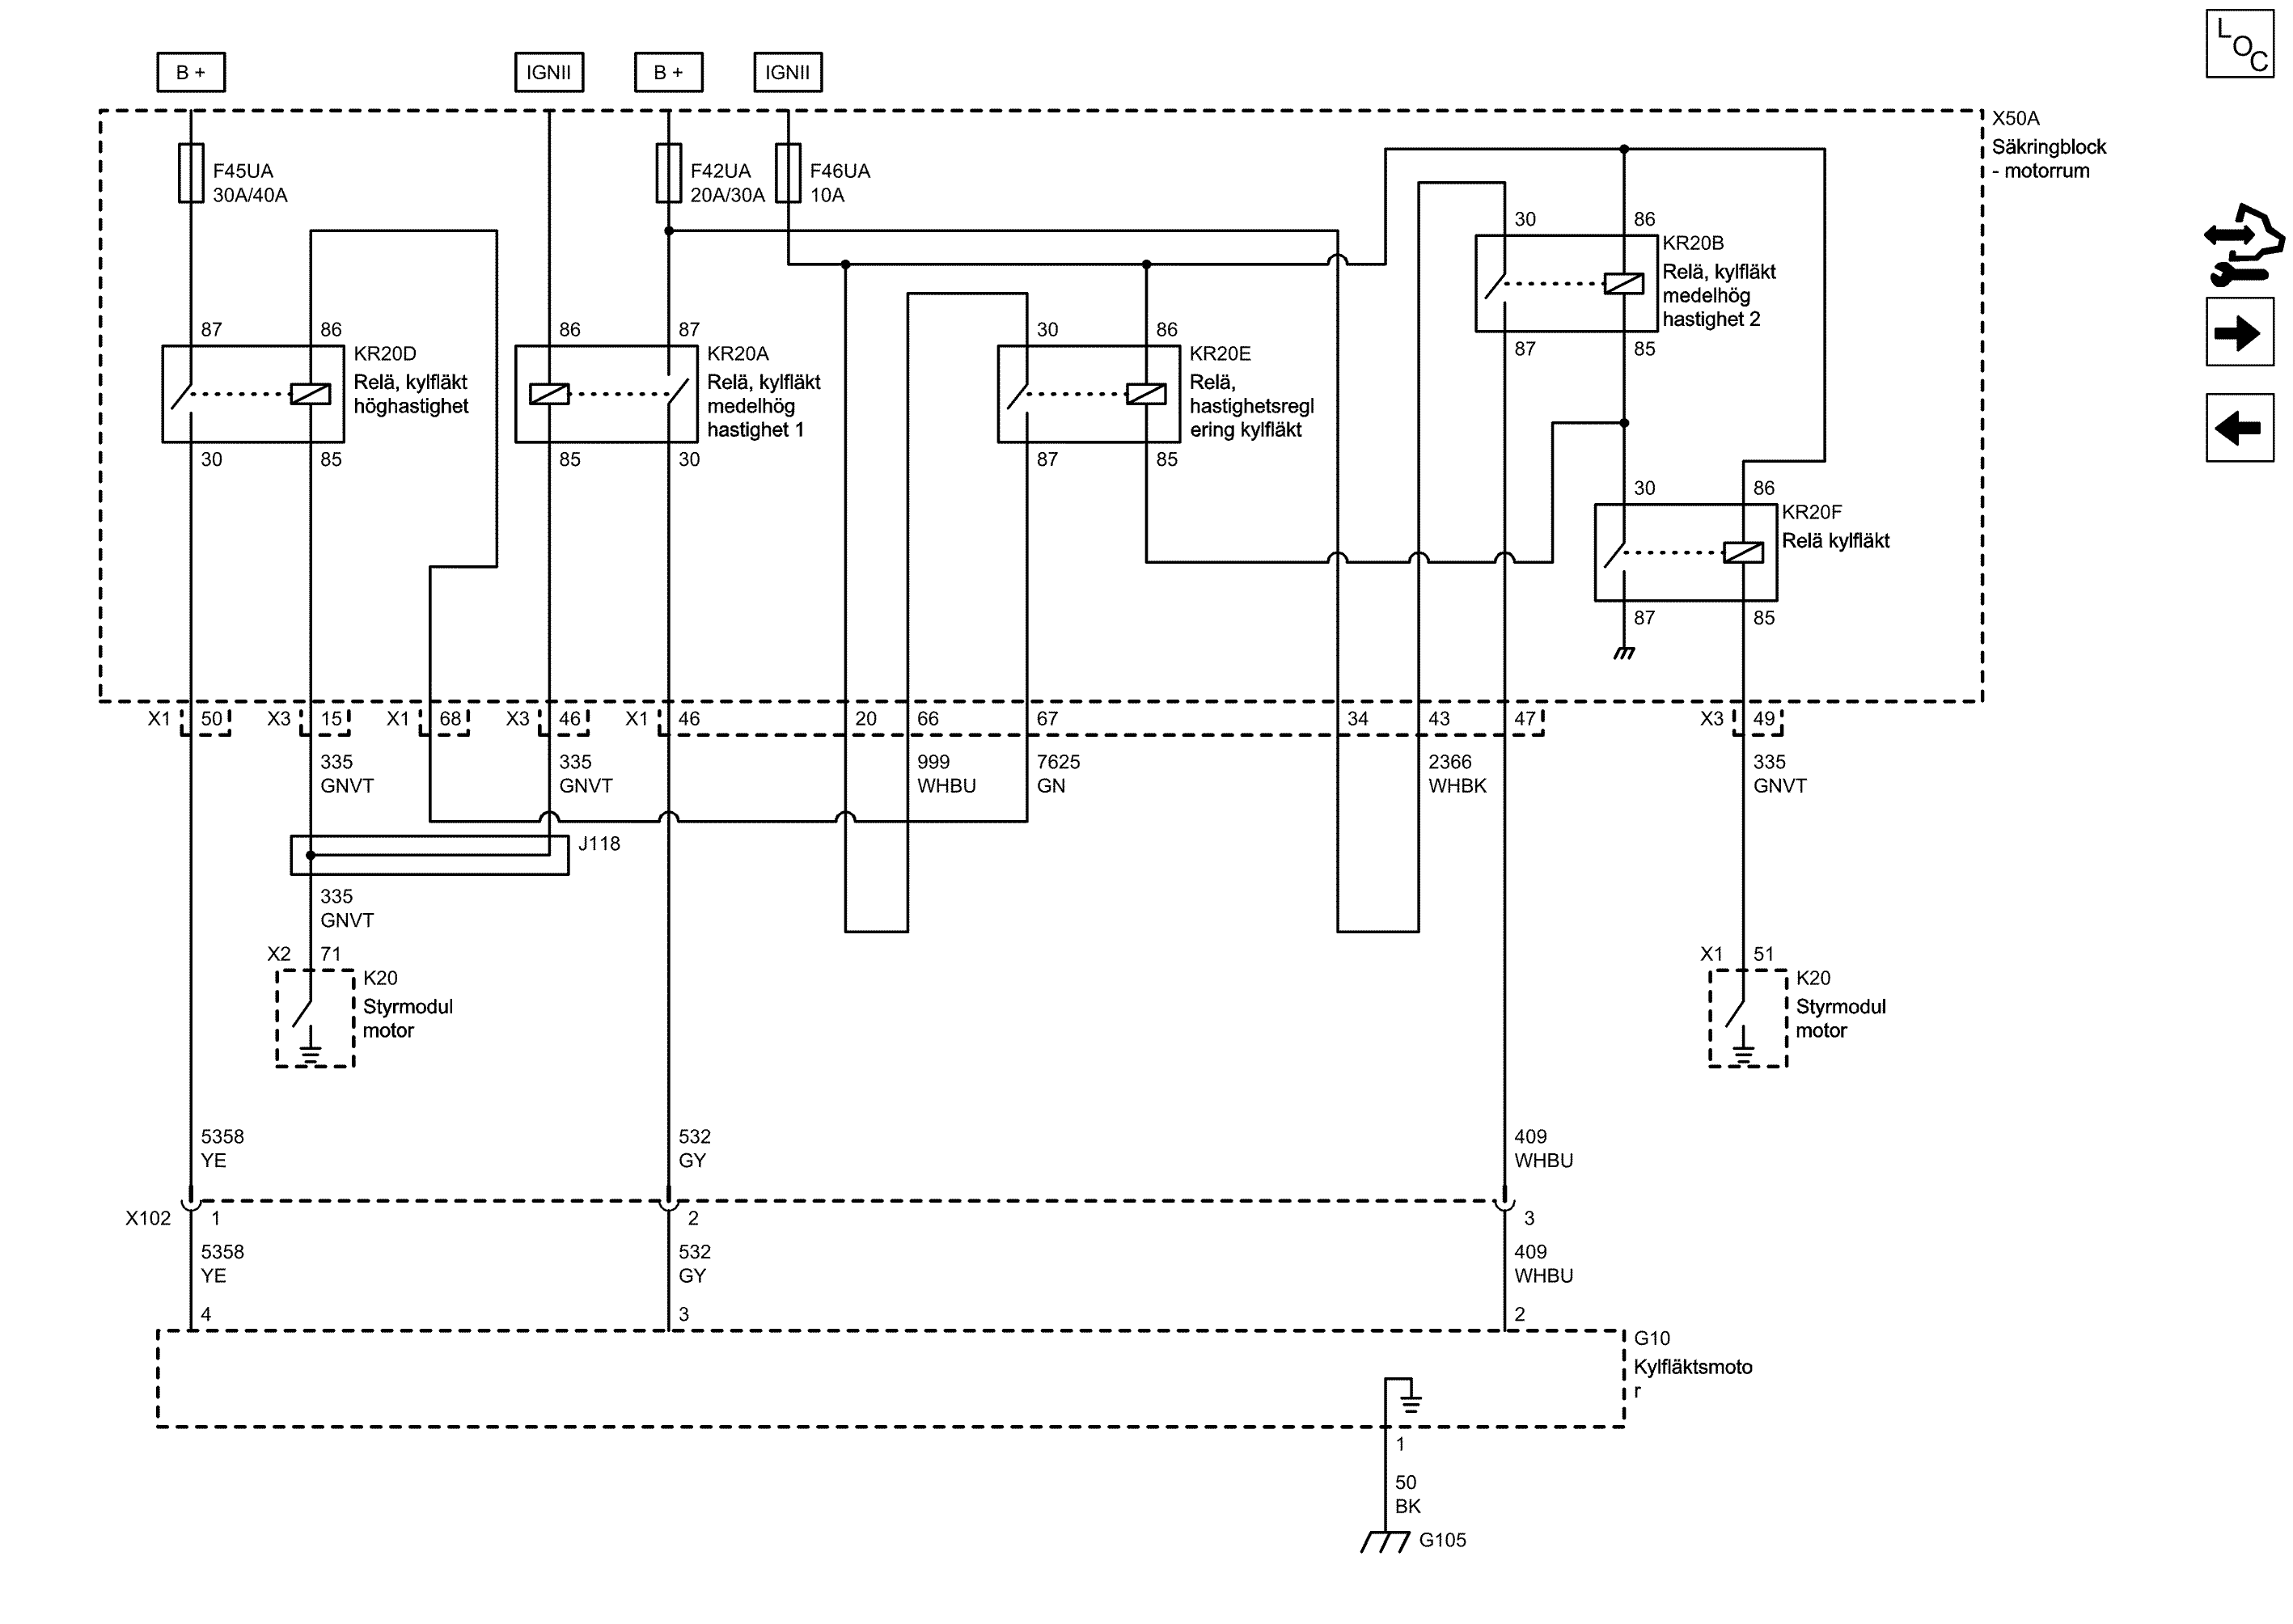 LOC
B +
IGNII
B +
IGNII
X50A
Säkringblock
- motorrum
F45UA
30A/40A
F42UA
20A/30A
F46UA
10A
30
86
KR20B
Relä, kylfläkt
medelhög
hastighet 2
87
85
87
86
KR20D
Relä, kylfläkt
höghastighet
30
85
86
87
KR20A
Relä, kylfläkt
medelhög
hastighet 1
85
30
30
86
KR20E
Relä,
hastighetsregl
ering kylfläkt
87
85
30
86
KR20F
Relä kylfläkt
87
85
X1 50 X3 15 X1 68 X3 46 X1 46 20 66 67 34 43 47 X3 49
335
GNVT
335
GNVT
999
WHBU
7625
GN
2366
WHBK
335
GNVT
J118
335
GNVT
X2 71
K20
Styrmodul
motor
X1 51
K20
Styrmodul
motor
5358
YE
532
GY
409
WHBU
X102 1 2 3
5358
YE
532
GY
409
WHBU
4 3 2
G10
Kylfläktsmoto
r
1
50
BK
G105